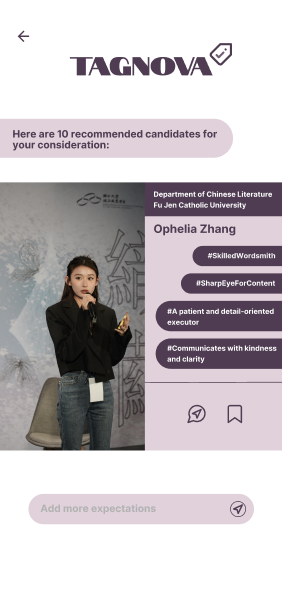 TAGNOVA
Here are 10 recommended candidates for
your consideration:
Department of Chinese Literature
Fu Jen Catholic University
Ophelia Zhang
#SkilledWordsmith
#SharpEyeForContent
#A patient and detail-oriented
executor
#Communicates with kindness
and clarity
Add more expectations